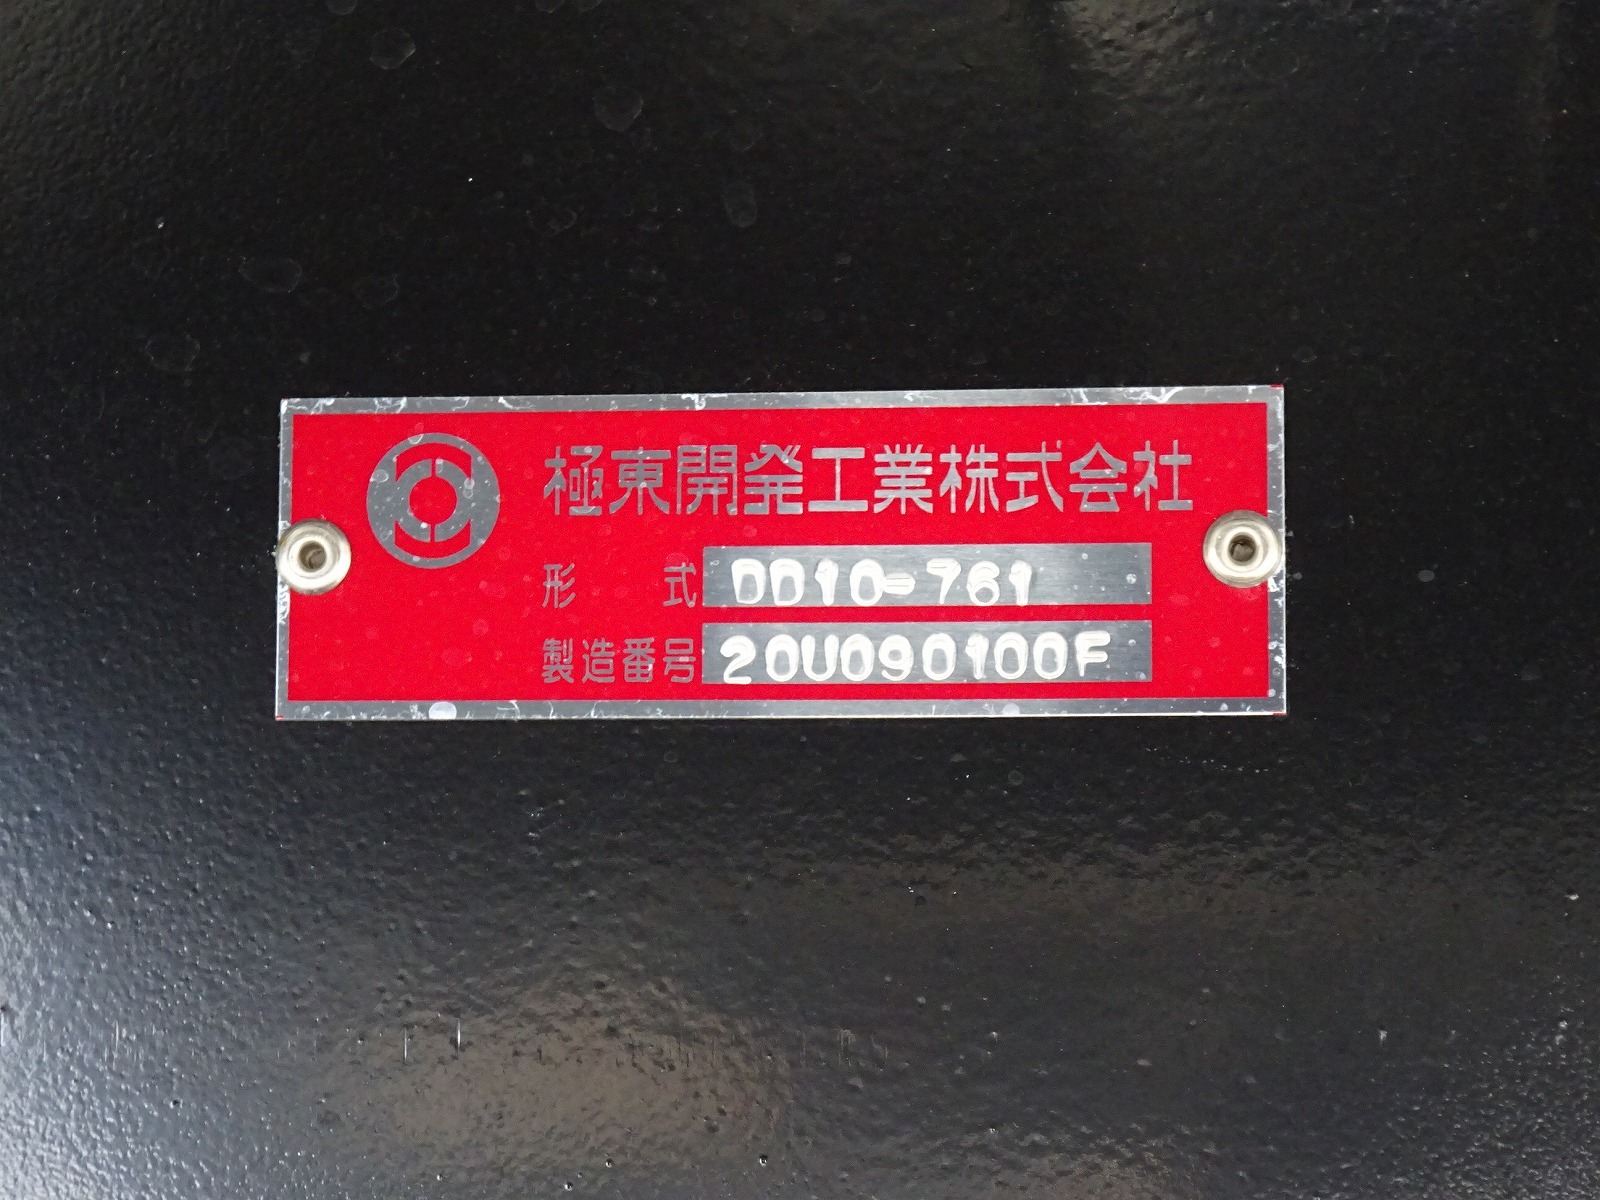 極東開発工業株式会社
形 式 DD10-761
製造番号 20U090100F